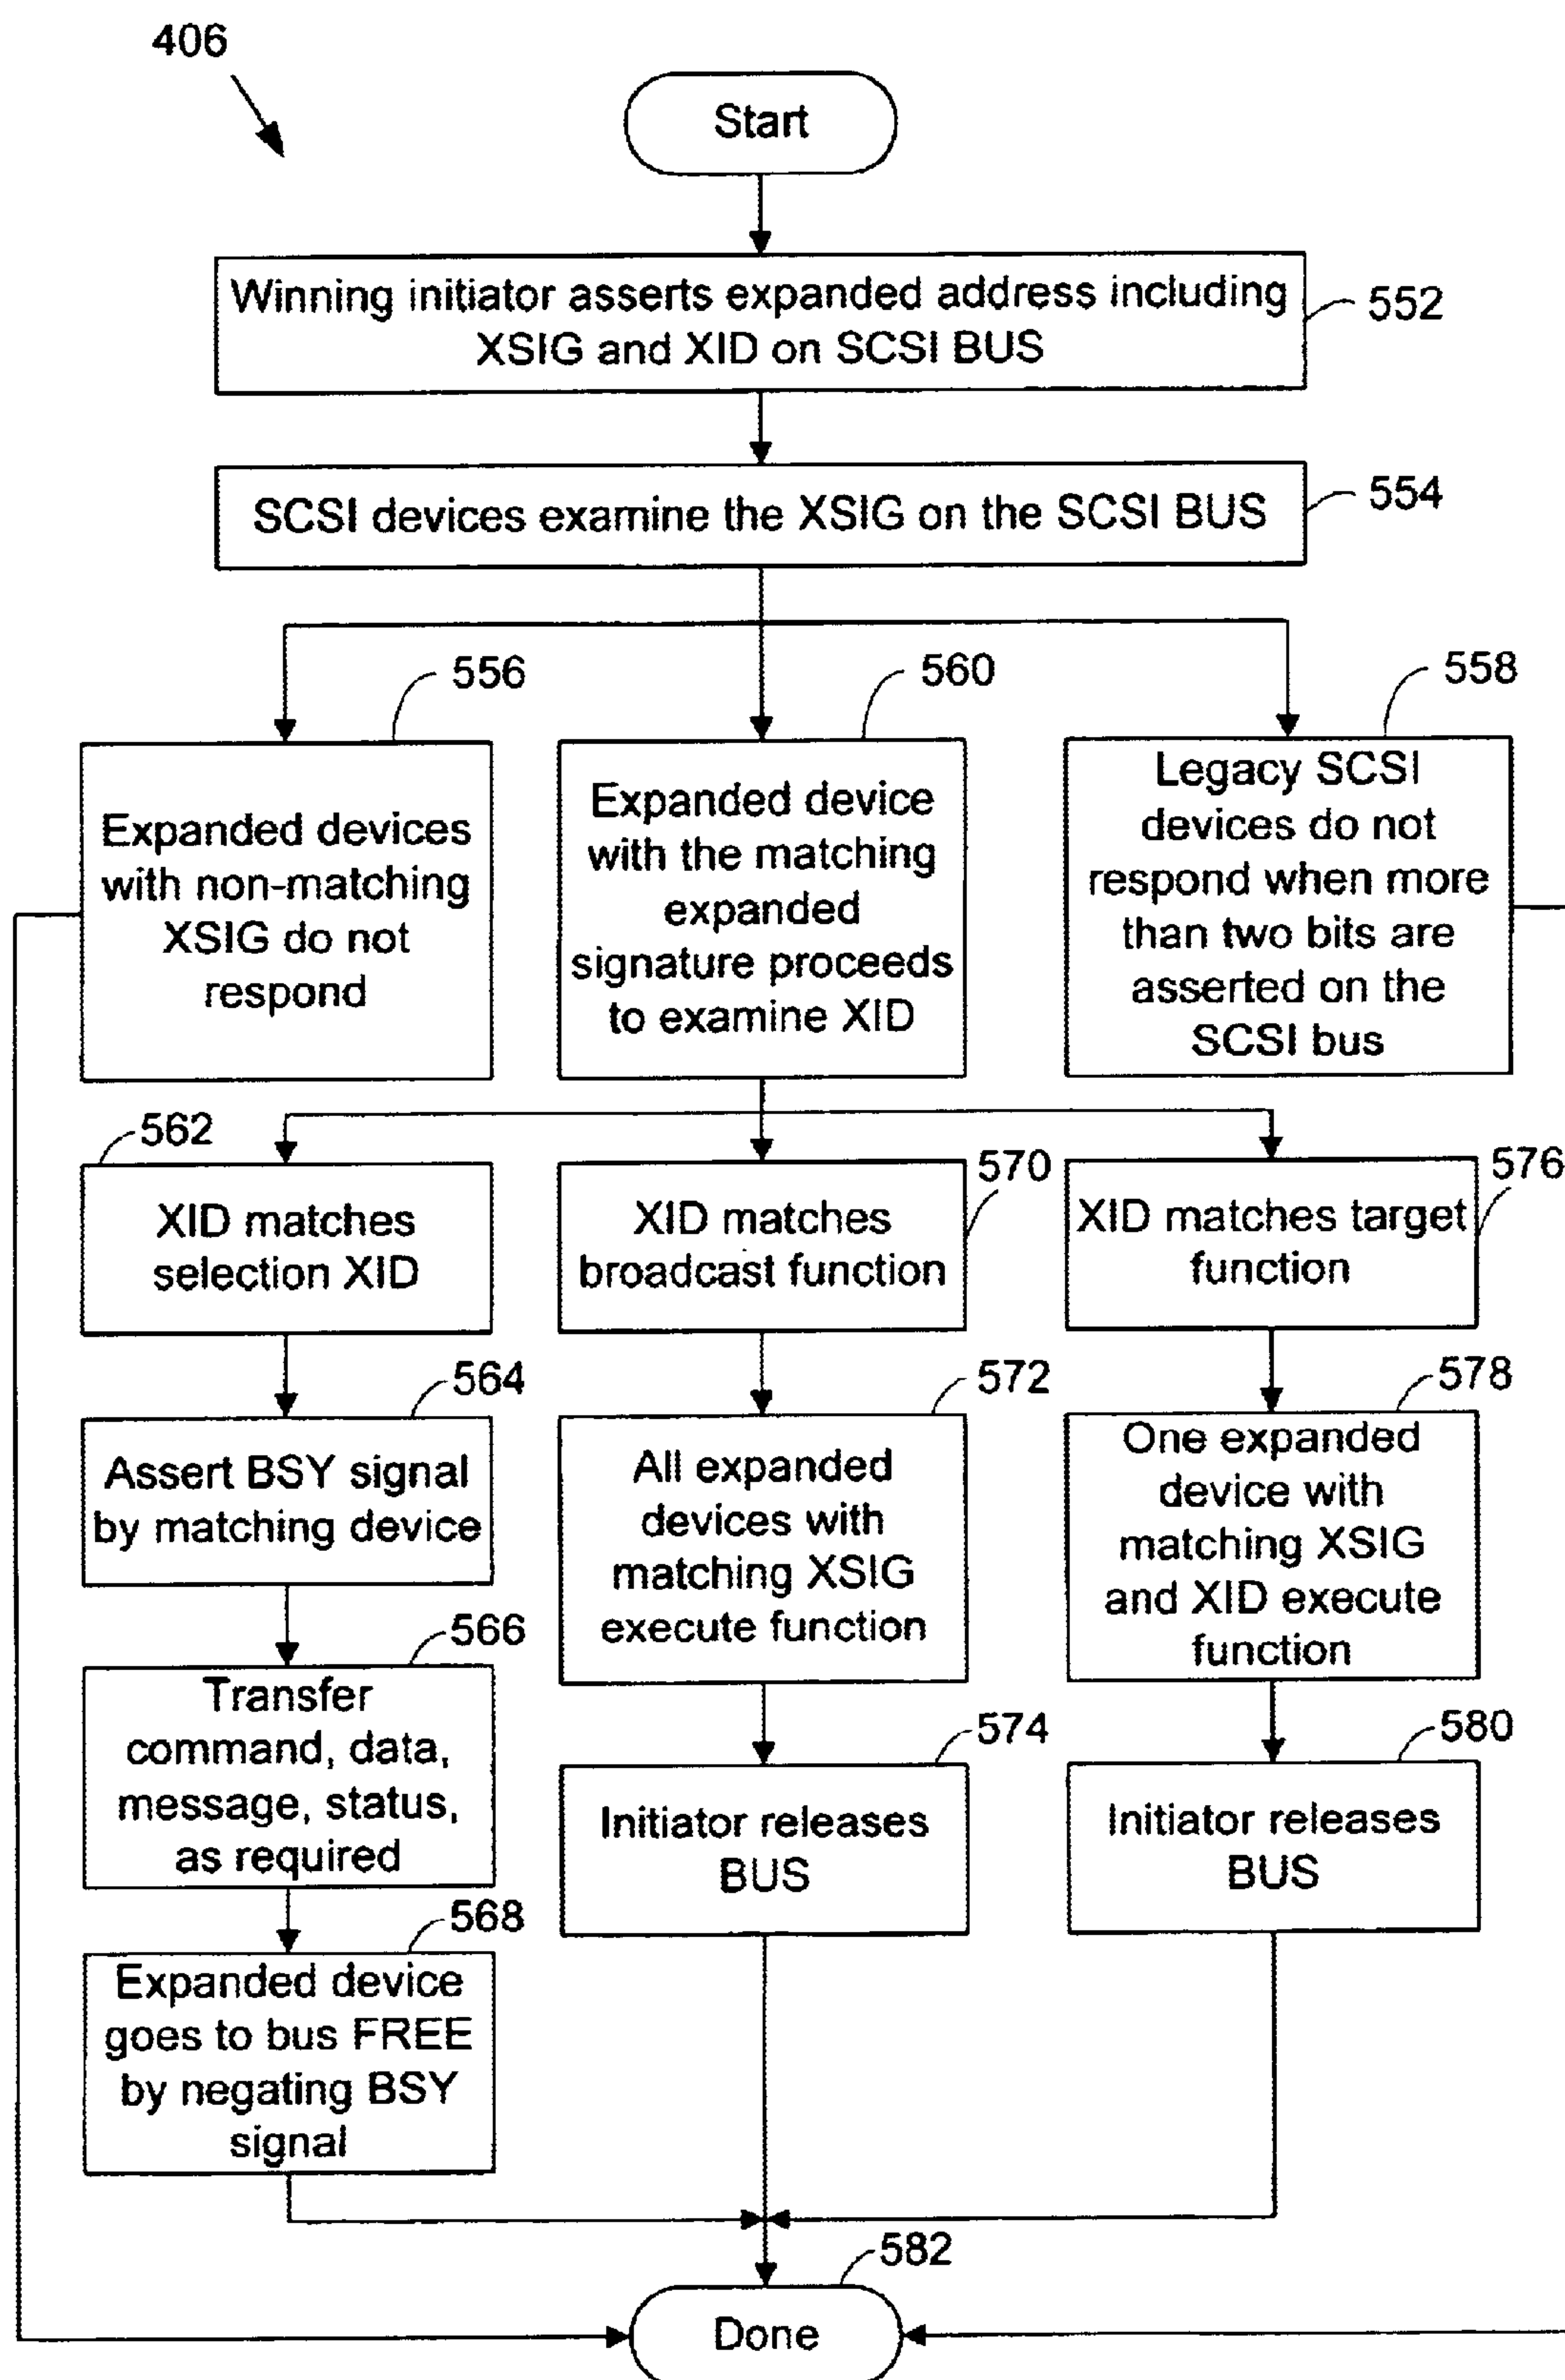 406
Start
Winning initiator asserts expanded address including
XSIG and XID on SCSI BUS
552
SCSI devices examine the XSIG on the SCSI BUS
554
556
Expanded devices
with non-matching
XSIG do not
respond
560
Expanded device
with the matching
expanded
signature proceeds
to examine XID
558
Legacy SCSI
devices do not
respond when more
than two bits are
asserted on the
SCSI bus
562
XID matches
selection XID
570
XID matches
broadcast function
576
XID matches target
function
564
Assert BSY signal
by matching device
572
All expanded
devices with
matching XSIG
execute function
578
One expanded
device with
matching XSIG
and XID execute
function
566
Transfer
command, data,
message, status,
as required
574
Initiator releases
BUS
580
Initiator releases
BUS
568
Expanded device
goes to bus FREE
by negating BSY
signal
582
Done